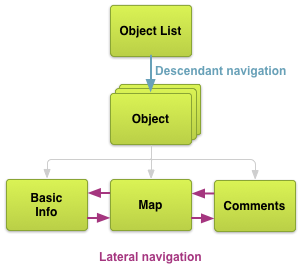 Object List
Descendant navigation
Object
Basic
Info
Map
Comments
Lateral navigation